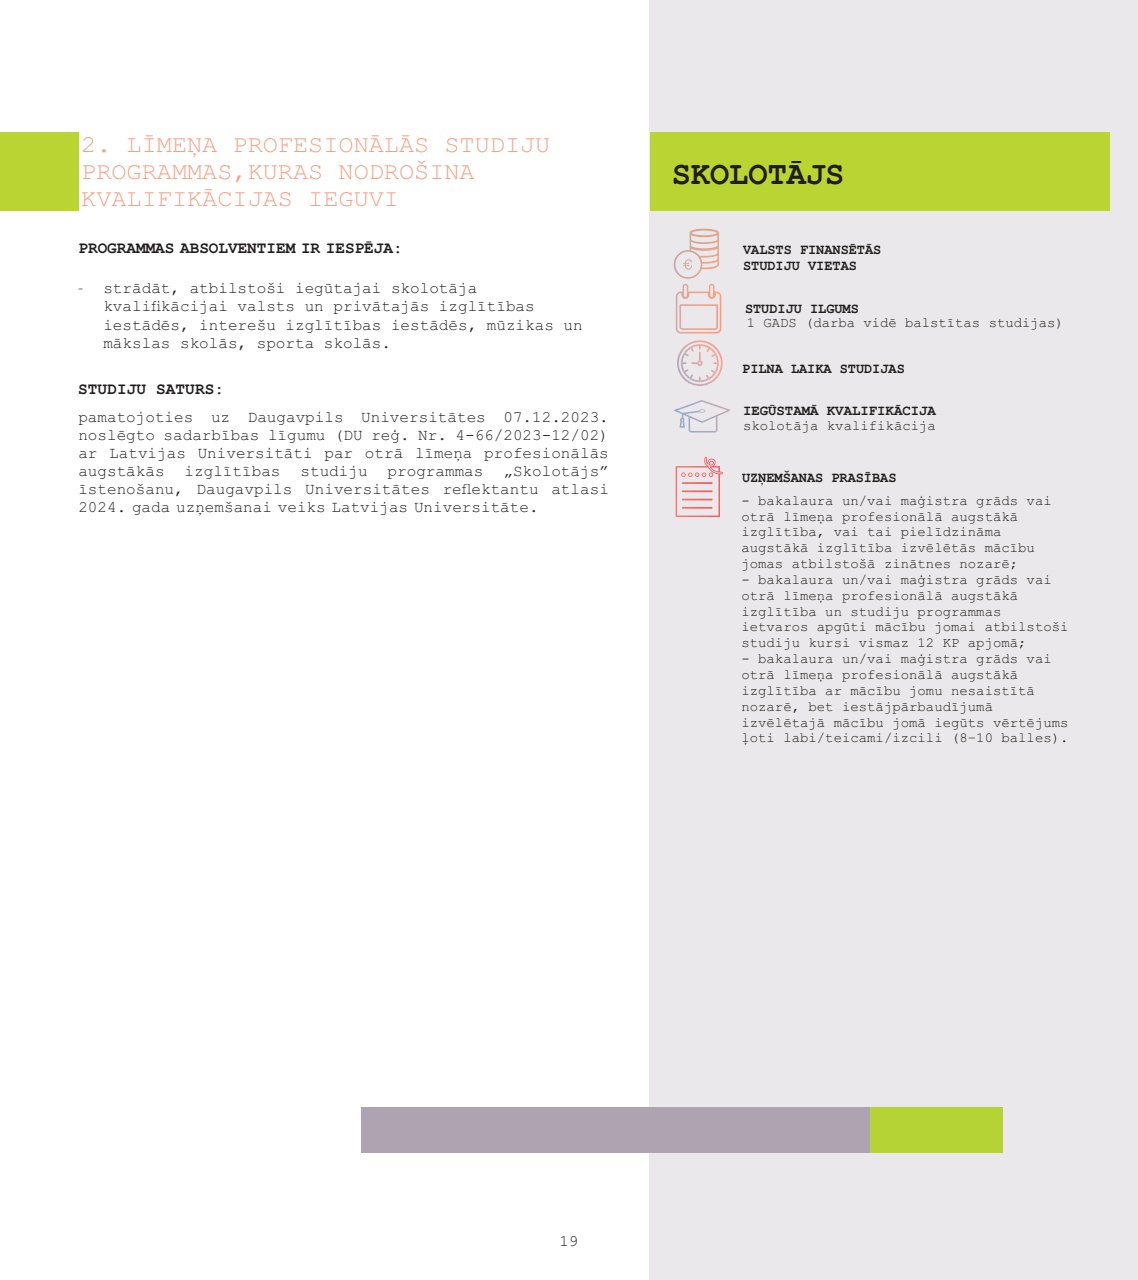 2. LĪMEŅA PROFESIONĀLĀS STUDIJU
PROGRAMMAS,KURAS NODROŠINA
KVALIFIKĀCIJAS IEGUVI
PROGRAMMAS ABSOLVENTIEM IR IESPĒJA:
- strādāt, atbilstoši iegūtajai skolotāja
kvalifikācijai valsts un privātajās izglītības
iestādēs, interešu izglītības iestādēs, mūzikas un
mākslas skolās, sporta skolās.
STUDIJU SATURS:
pamatojoties uz Daugavpils Universitātes 07.12.2023.
noslēgto sadarbības līgumu (DU reģ. Nr. 4-66/2023-12/02)
ar Latvijas Universitāti par otrā līmeņa profesionālās
augstākās izglītības studiju programmas „Skolotājs”
īstenošanu, Daugavpils Universitātes reflektantu atlasi
2024. gada uzņemšanai veiks Latvijas Universitāte.
SKOLOTĀJS
VALSTS FINANSĒTĀS
STUDIJU VIETAS
STUDIJU ILGUMS
1 GADS (darba vidē balstītas studijas)
PILNA LAIKA STUDIJAS
IEGŪSTAMĀ KVALIFIKĀCIJA
skolotāja kvalifikācija
UZŅEMŠANAS PRASĪBAS
- bakalaura un/vai maģistra grāds vai
otrā līmeņa profesionālā augstākā
izglītība, vai tai pielīdzināma
augstākā izglītība izvēlētās mācību
jomas atbilstošā zinātnes nozarē;
- bakalaura un/vai maģistra grāds vai
otrā līmeņa profesionālā augstākā
izglītība un studiju programmas
ietvaros apgūti mācību jomai atbilstoši
studiju kursi vismaz 12 KP apjomā;
- bakalaura un/vai maģistra grāds vai
otrā līmeņa profesionālā augstākā
izglītība ar mācību jomu nesaistītā
nozarē, bet iestājpārbaudījumā
izvēlētajā mācību jomā iegūts vērtējums
ļoti labi/teicami/izcili (8–10 balles).
19